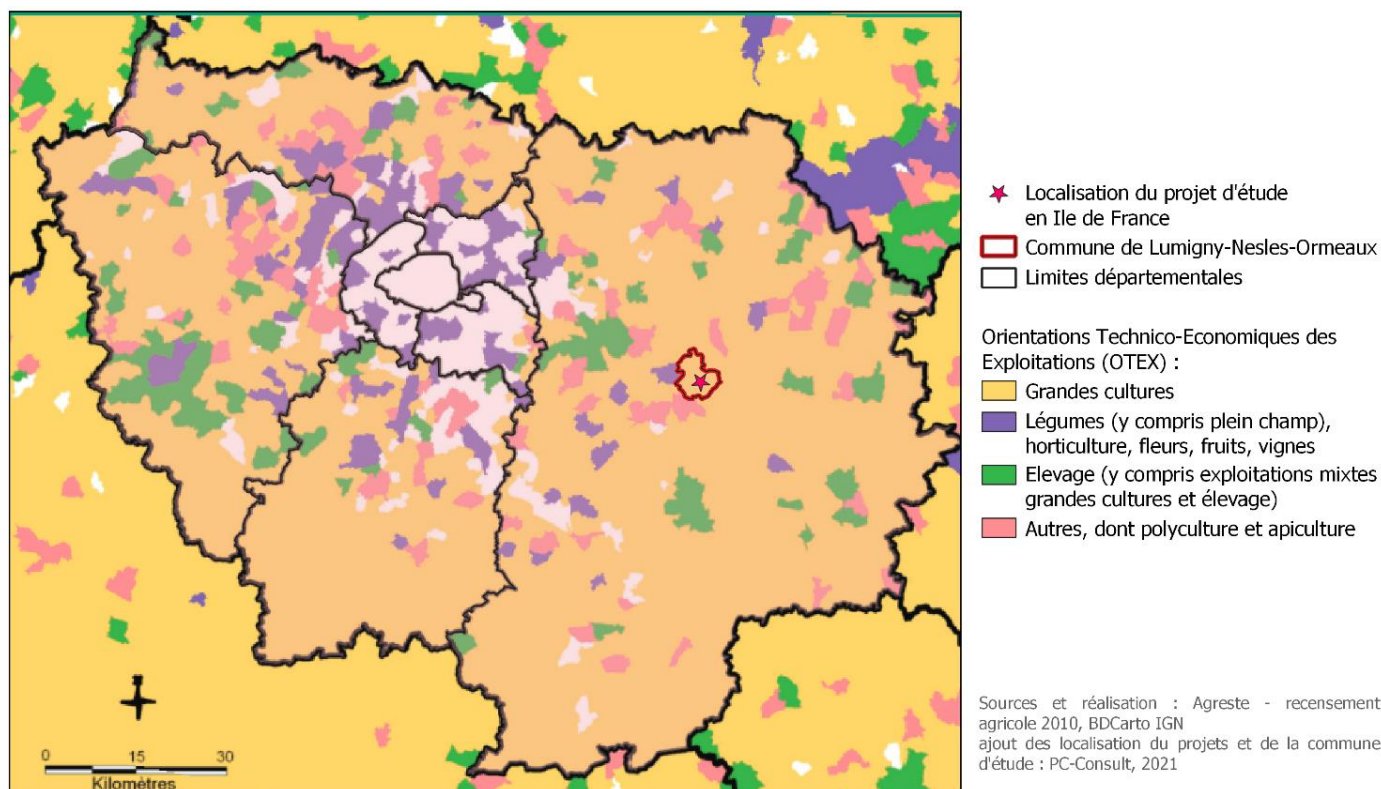 Localisation du projet d'étude
en Ile de France
Commune de Lumigny-Nesles-Ormeaux
Limites départementales
Orientations Technico-Economiques des
Exploitations (OTEX) :
Grandes cultures
Légumes (y compris plein champ),
horticulture, fleurs, fruits, vignes
Elevage (y compris exploitations mixtes
grandes cultures et élevage)
Autres, dont polyculture et apiculture
Sources et réalisation : Agreste - recensement
agricole 2010, BDCarto IGN
ajout des localisation du projets et de la commune
d'étude : PC-Consult, 2021
0 15 30
Kilomètres